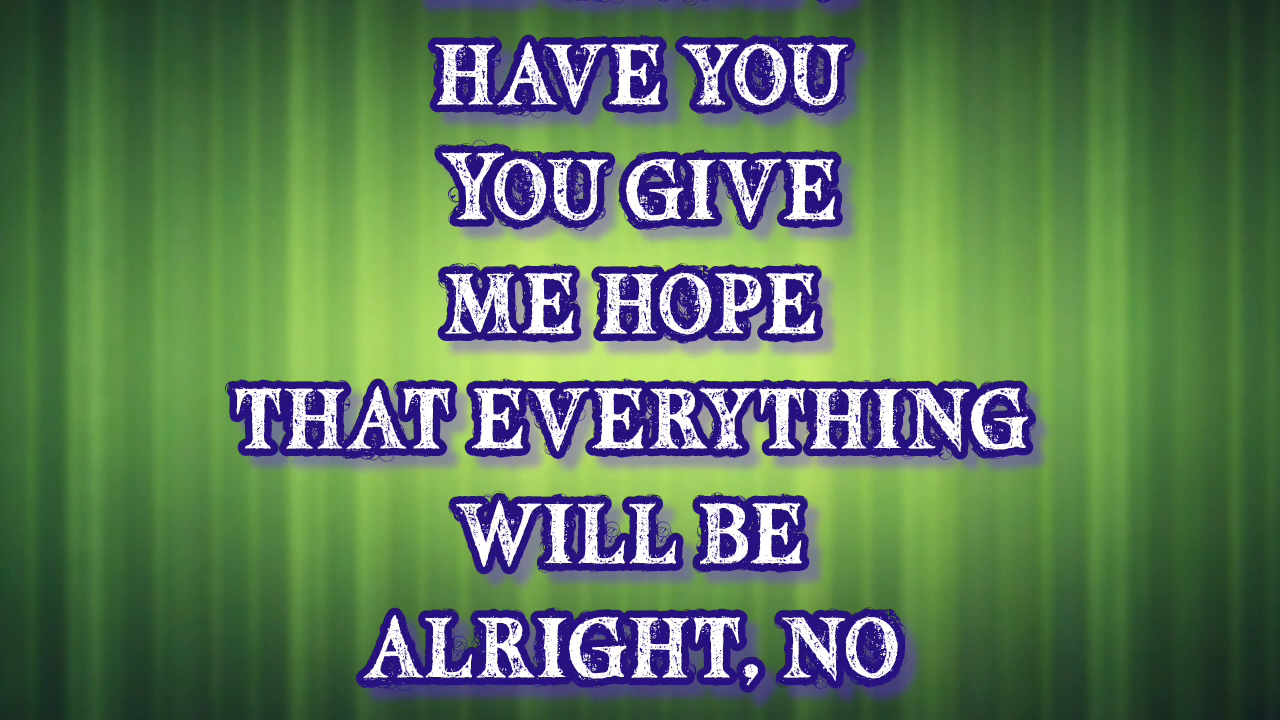 HAVE YOU
YOU GIVE
ME HOPE
THAT EVERYTHING
WILL BE
ALRIGHT, NO